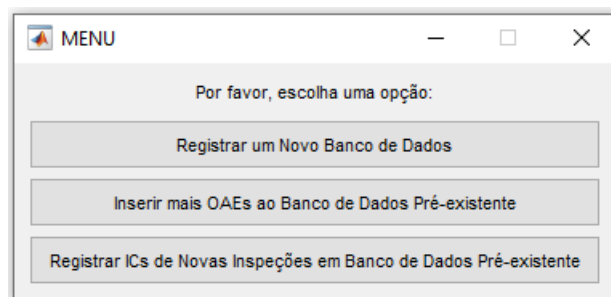 MENU
Por favor, escolha uma opção:
Registrar um Novo Banco de Dados
Inserir mais OAEs ao Banco de Dados Pré-existente
Registrar ICs de Novas Inspeções em Banco de Dados Pré-existente